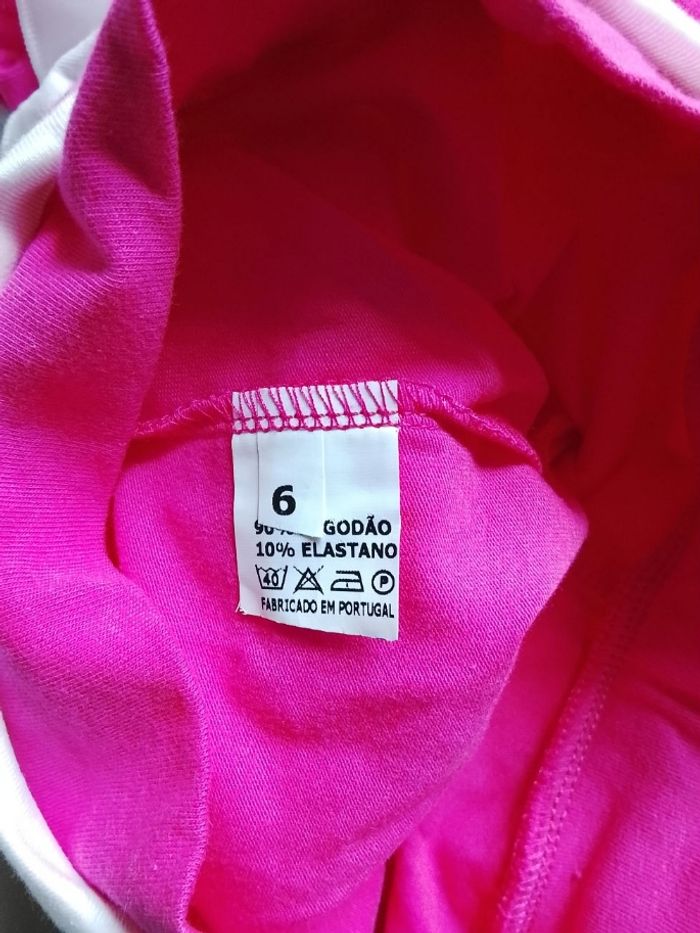 6
90% GODÃO
10% ELASTANO
40 P
FABRICADO EM PORTUGAL